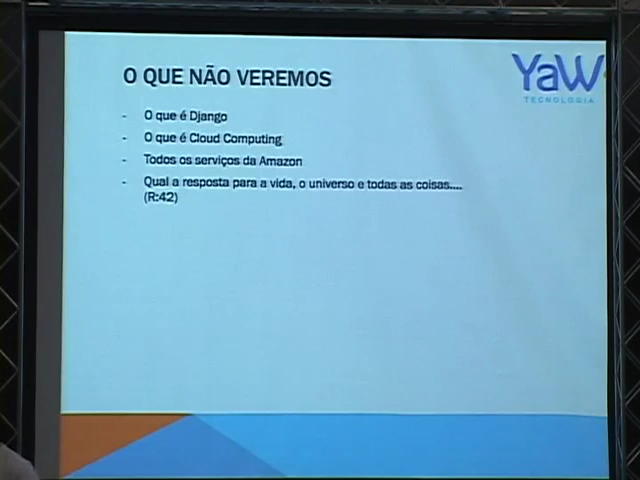 O QUE NÃO VEREMOS
YaW
TECNOLOGIA
- O que é Django
- O que é Cloud Computing
- Todos os serviços da Amazon
- Qual a resposta para a vida, o universo e todas as coisas....
(R:42)